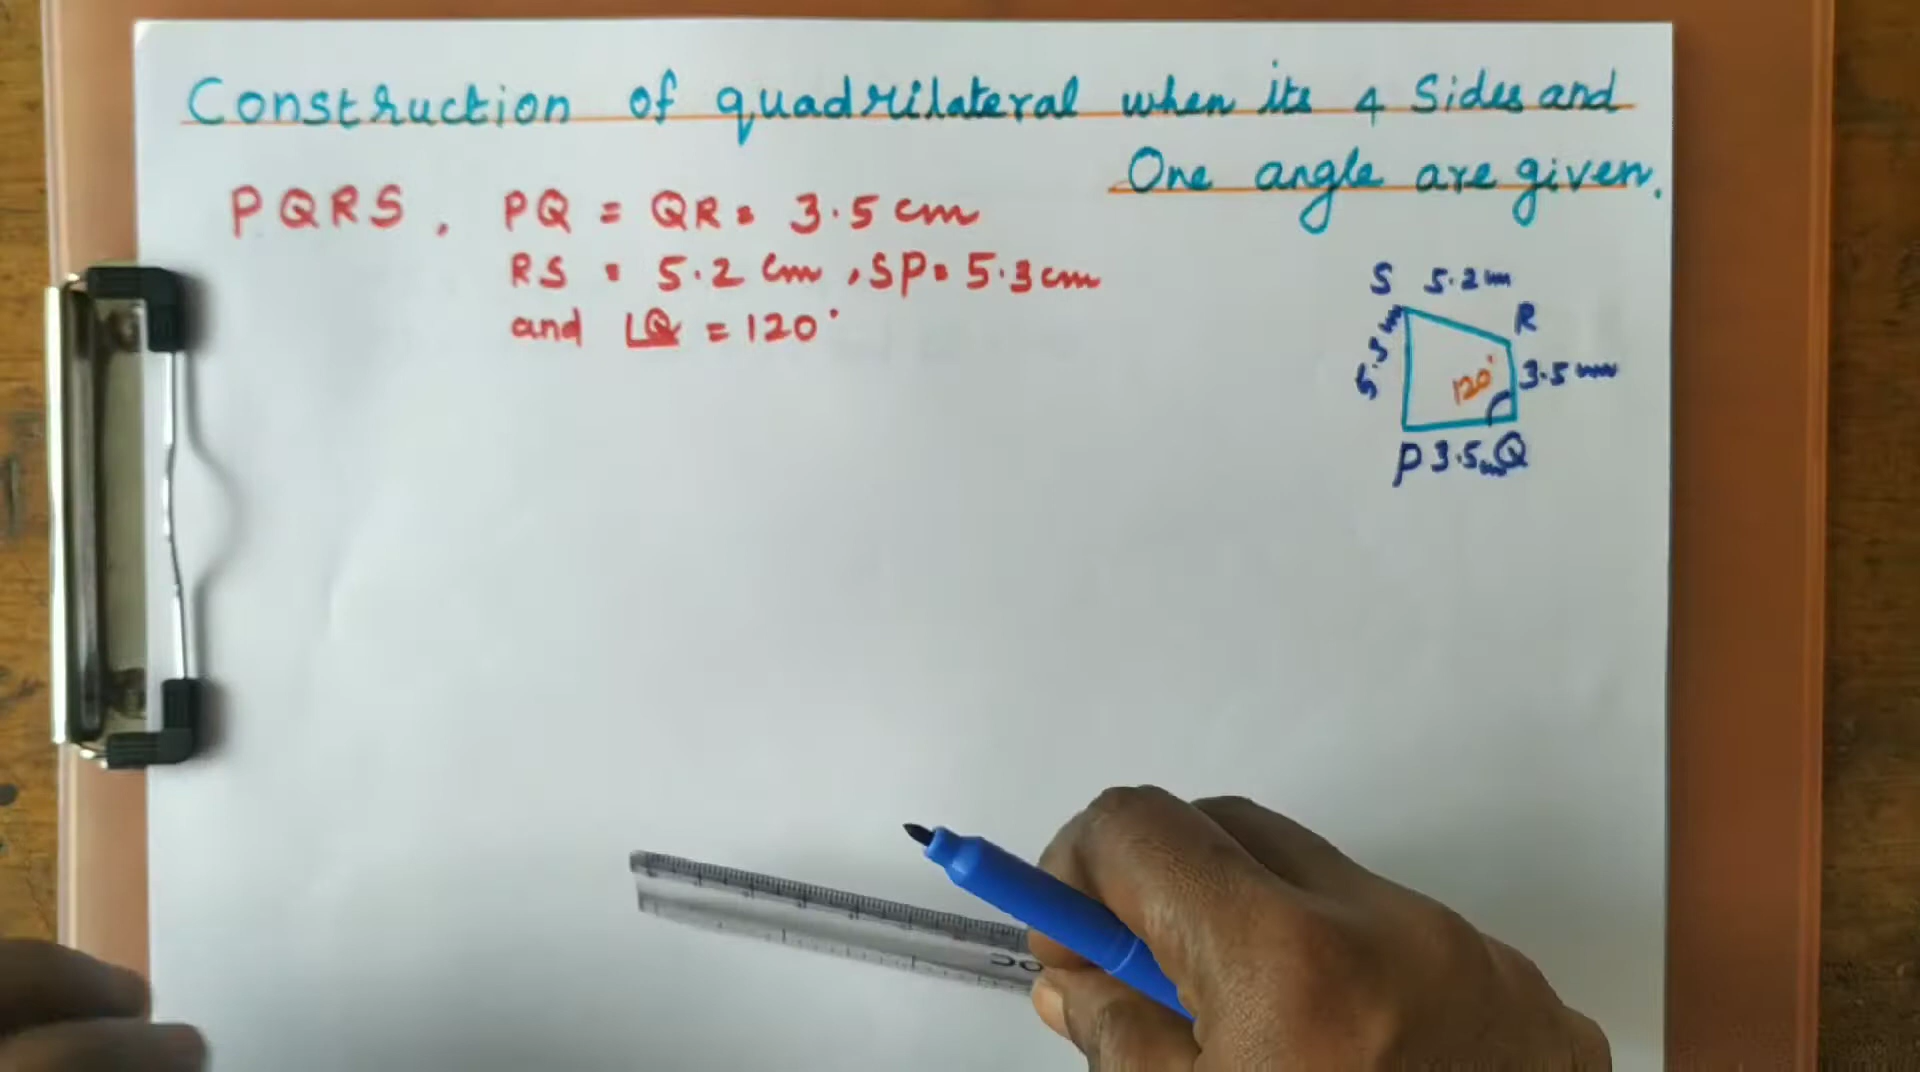 Construction of quadrilateral when its 4 Sides and
One angle are given.
PQRS, PQ = QR = 3.5 cm
RS = 5.2 cm, SP = 5.3 cm
and ∠Q = 120°
S 5.2 cm
R
5.3 cm
120°
3.5 cm
P 3.5 cm Q